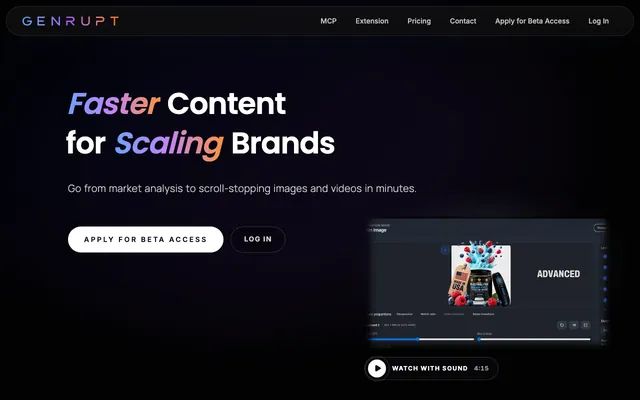 GENRUPT
MCP
Extension
Pricing
Contact
Apply for Beta Access
Log In
Faster Content
for Scaling Brands
Go from market analysis to scroll-stopping images and videos in minutes.
APPLY FOR BETA ACCESS
LOG IN
ADVANCED
USA
WATCH WITH SOUND 4:15